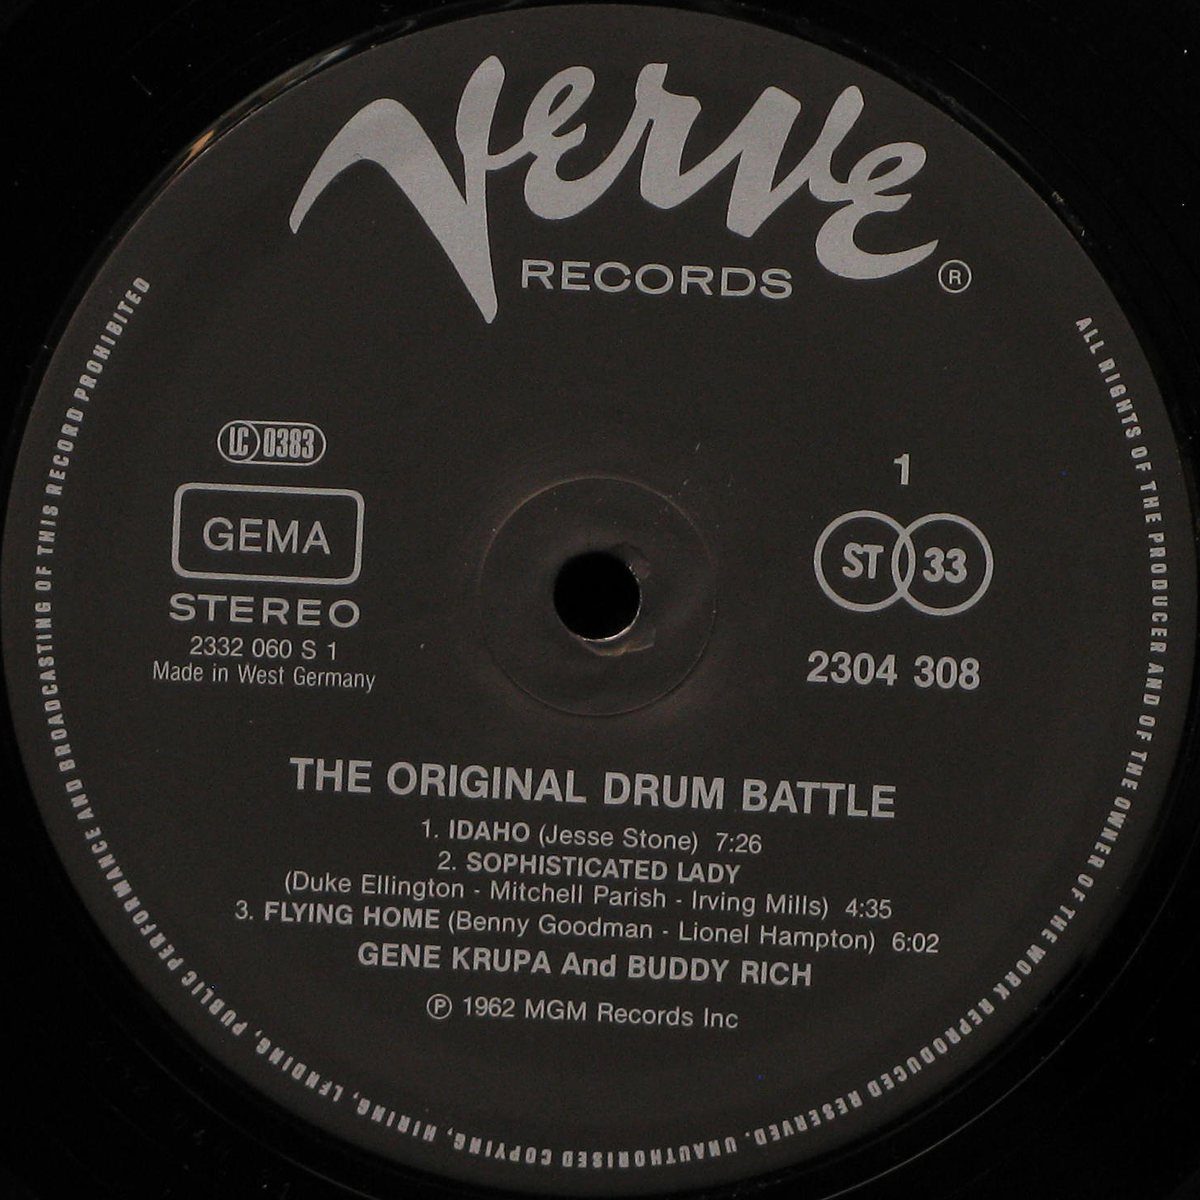 Verve
RECORDS ®
LC 0383
GEMA
STEREO
2332 060 S 1
Made in West Germany
1
ST 33
2304 308
THE ORIGINAL DRUM BATTLE
1. IDAHO (Jesse Stone) 7:26
2. SOPHISTICATED LADY
(Duke Ellington - Mitchell Parish - Irving Mills) 4:35
3. FLYING HOME (Benny Goodman - Lionel Hampton) 6:02
GENE KRUPA And BUDDY RICH
℗ 1962 MGM Records Inc
ALL RIGHTS OF THE PRODUCER AND OF THE OWNER OF THE WORK REPRODUCED RESERVED. UNAUTHORISED COPYING, HIRING, LENDING, PUBLIC PERFORMANCE AND BROADCASTING OF THIS RECORD PROHIBITED